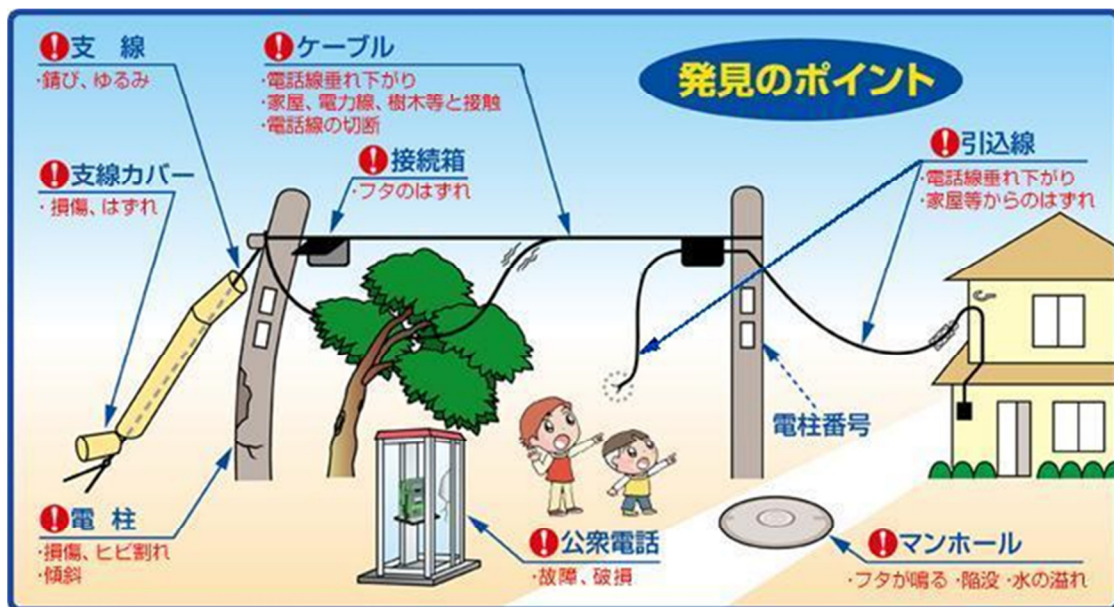 支　線
・錆び、ゆるみ
ケーブル
・電話線垂れ下がり
・家屋、電力線、樹木等と接触
・電話線の切断
発見のポイント
支線カバー
・損傷、はずれ
接続箱
・フタのはずれ
引込線
・電話線垂れ下がり
・家屋等からのはずれ
電柱番号
電　柱
・損傷、ヒビ割れ
・傾斜
公衆電話
・故障、破損
マンホール
・フタが鳴る ・陥没 ・水の溢れ